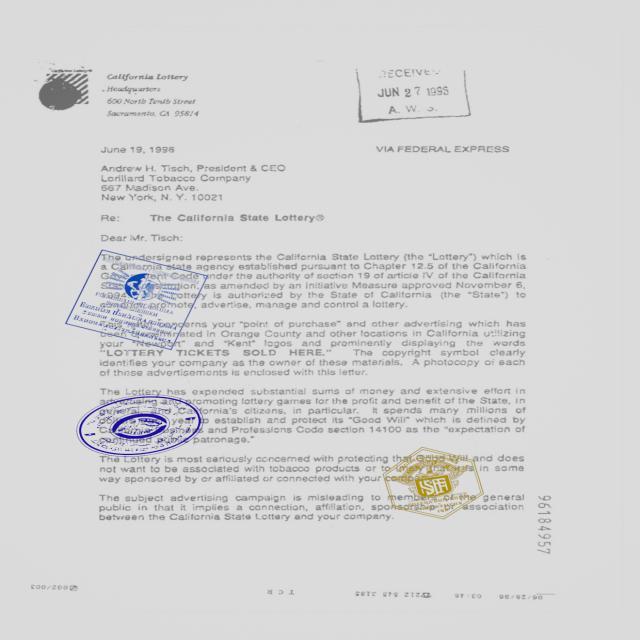 California Lottery
Headquarters
600 North Tenth Street
Sacramento, CA 95814
RECEIVED
JUN 27 1995
A. W. S.
June 19, 1996
VIA FEDERAL EXPRESS
Andrew H. Tisch, President & CEO
Lorillard Tobacco Company
667 Madison Ave.
New York, N. Y. 10021
Re: The California State Lottery®
Dear Mr. Tisch:
The undersigned represents the California State Lottery (the "Lottery") which is
a California state agency established pursuant to Chapter 12.5 of the California
Code under the authority of section 19 of article IV of the California
as amended by an initiative Measure approved November 6,
Lottery is authorized by the State of California (the "State") to
promote, advertise, manage and control a lottery.
concerns your "point of purchase" and other advertising which has
been in Orange County and other locations in California utilizing
your "Newport" and "Kent" logos and prominently displaying the words
"LOTTERY TICKETS SOLD HERE." The copyright symbol clearly
identifies your company as the owner of these materials. A photocopy of each
of these advertisements is enclosed with this letter.
The Lottery has expended substantial sums of money and extensive effort in
advertising and promoting lottery games for the profit and benefit of the State, in
general, and California's citizens, in particular. It spends many millions of
year to establish and protect its "Good Will" which is defined by
and Professions Code section 14100 as the "expectation of
continued public patronage."
The Lottery is most seriously concerned with protecting that Good Will and does
not want to be associated with tobacco products or to imply that it is in some
way sponsored by or affiliated or connected with your company.
The subject advertising campaign is misleading to members of the general
public in that it implies a connection, affiliation, sponsorship or association
between the California State Lottery and your company.
96184957